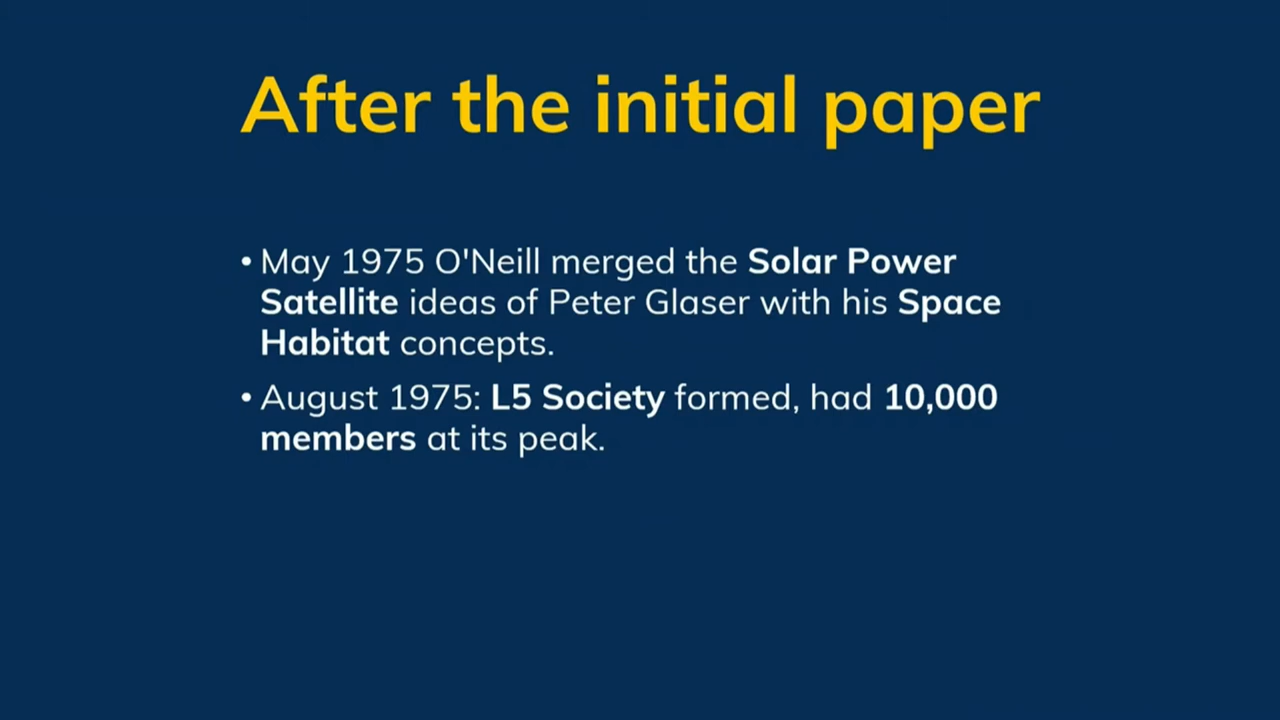 After the initial paper
• May 1975 O'Neill merged the Solar Power
Satellite ideas of Peter Glaser with his Space
Habitat concepts.
• August 1975: L5 Society formed, had 10,000
members at its peak.